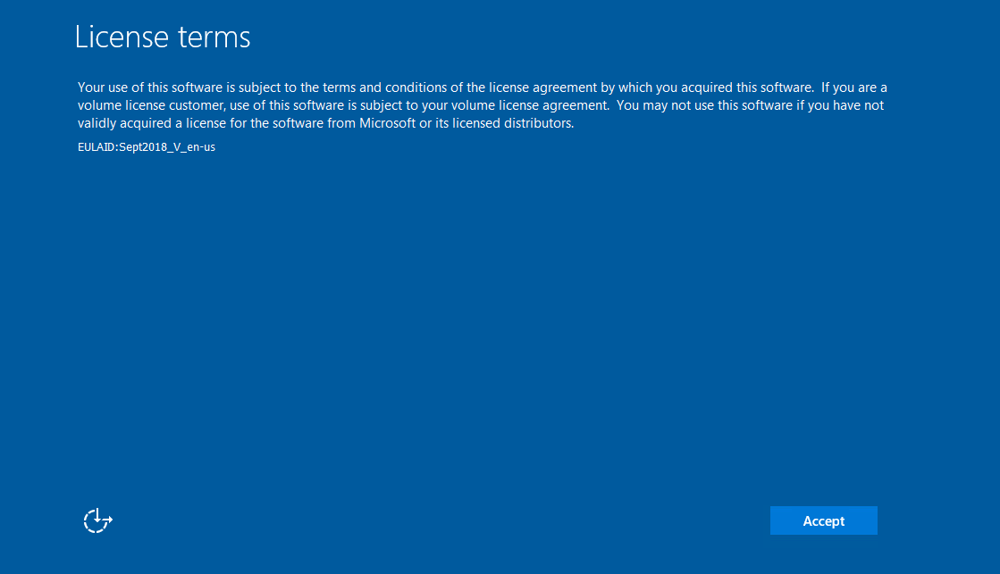 License terms
Your use of this software is subject to the terms and conditions of the license agreement by which you acquired this software.  If you are a
volume license customer, use of this software is subject to your volume license agreement.  You may not use this software if you have not
validly acquired a license for the software from Microsoft or its licensed distributors.
EULAID:Sept2018_V_en-us
Accept